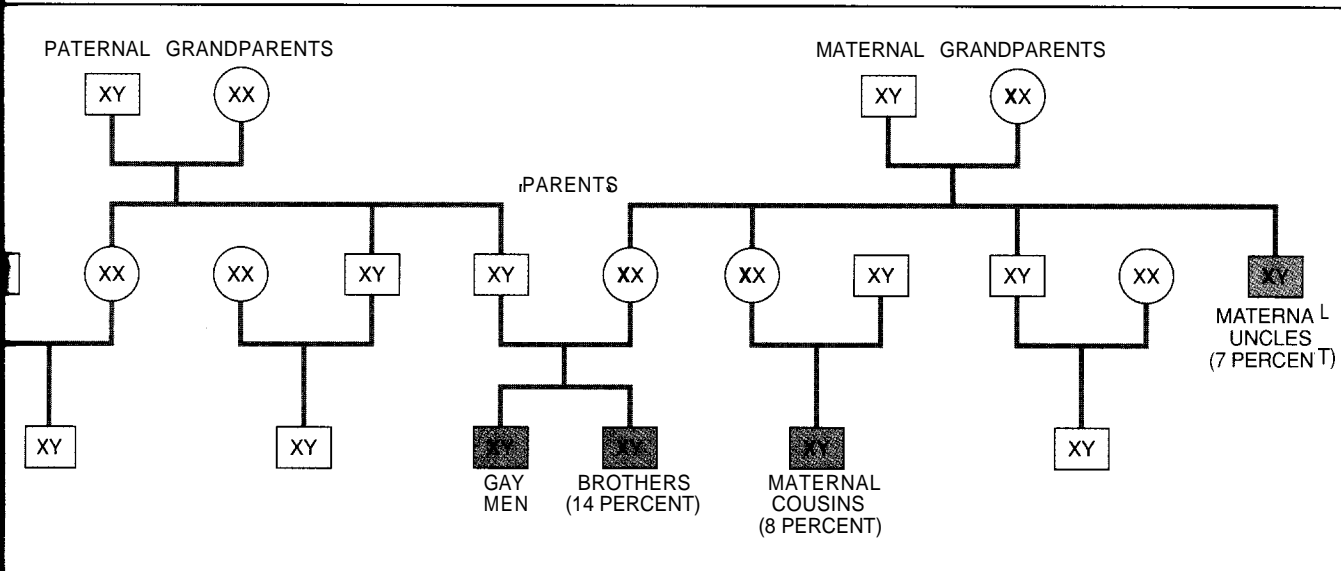 PATERNAL GRANDPARENTS MATERNAL GRANDPARENTS
XY XX XY XX
PARENTS
XX XX XY XY XX XX XY XY XX XY
MATERNAL
UNCLES
(7 PERCENT)
XY XY XY XY XY XY
GAY
MEN
BROTHERS
(14 PERCENT)
MATERNAL
COUSINS
(8 PERCENT)